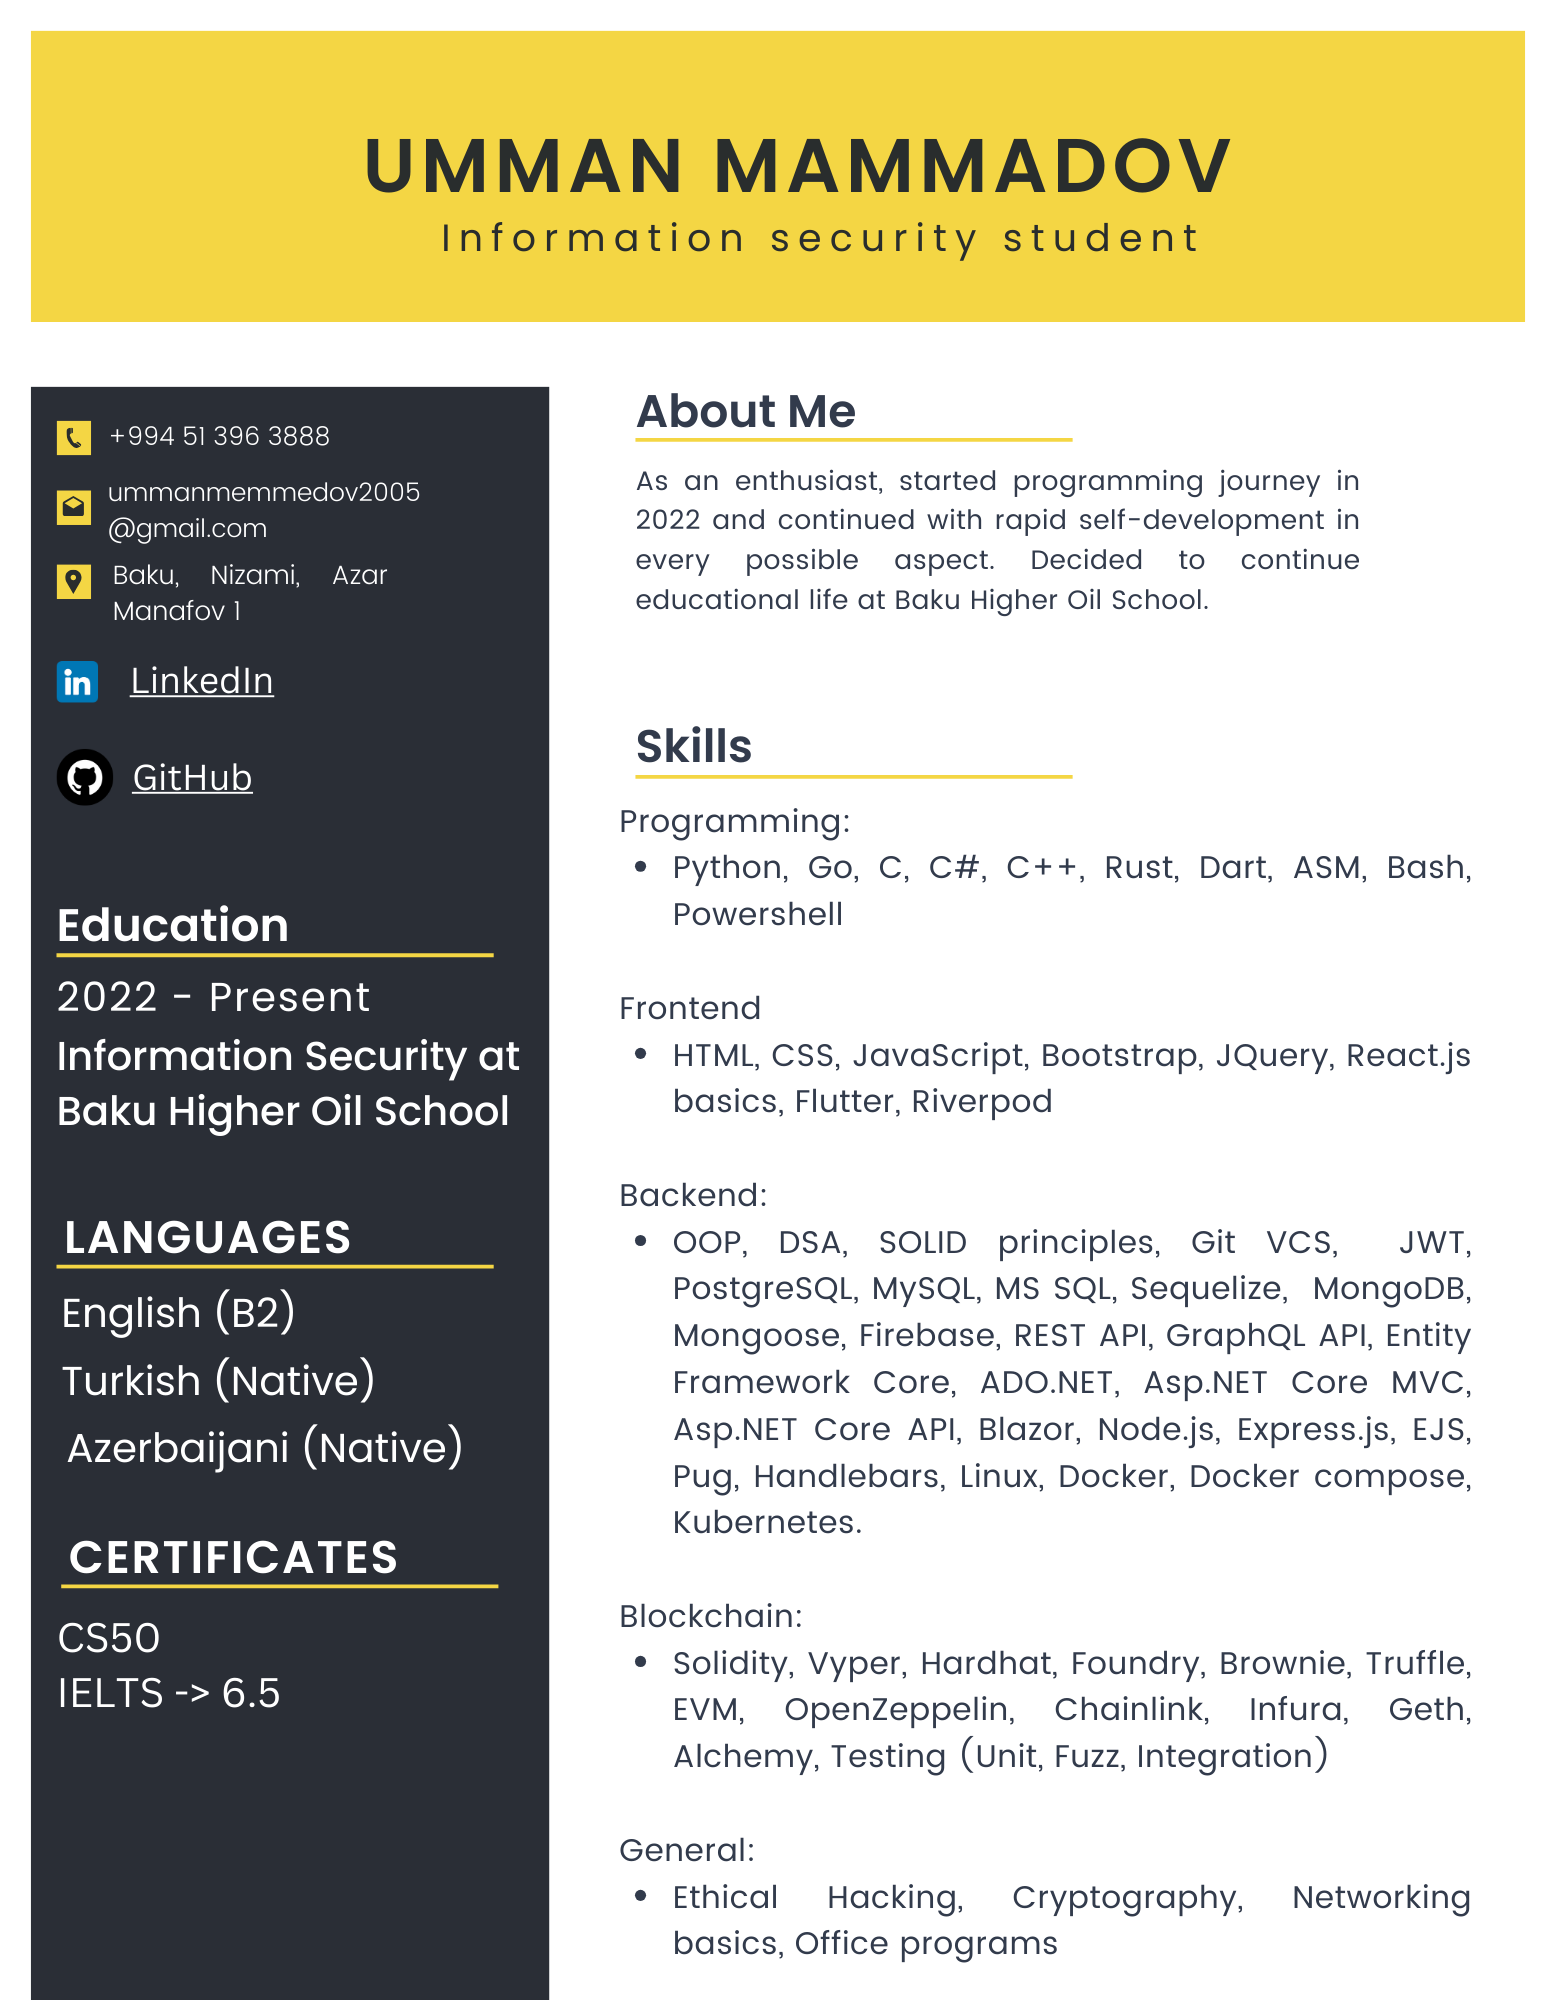 UMMAN MAMMADOV
Information security student
+994 51 396 3888
ummanmemmedov2005
@gmail.com
Baku, Nizami, Azar
Manafov 1
LinkedIn
GitHub
Education
2022 - Present
Information Security at
Baku Higher Oil School
LANGUAGES
English (B2)
Turkish (Native)
Azerbaijani (Native)
CERTIFICATES
CS50
IELTS -> 6.5
About Me
As an enthusiast, started programming journey in
2022 and continued with rapid self-development in
every possible aspect. Decided to continue
educational life at Baku Higher Oil School.
Skills
Programming:
• Python, Go, C, C#, C++, Rust, Dart, ASM, Bash,
Powershell
Frontend
• HTML, CSS, JavaScript, Bootstrap, JQuery, React.js
basics, Flutter, Riverpod
Backend:
• OOP, DSA, SOLID principles, Git VCS, JWT,
PostgreSQL, MySQL, MS SQL, Sequelize, MongoDB,
Mongoose, Firebase, REST API, GraphQL API, Entity
Framework Core, ADO.NET, Asp.NET Core MVC,
Asp.NET Core API, Blazor, Node.js, Express.js, EJS,
Pug, Handlebars, Linux, Docker, Docker compose,
Kubernetes.
Blockchain:
• Solidity, Vyper, Hardhat, Foundry, Brownie, Truffle,
EVM, OpenZeppelin, Chainlink, Infura, Geth,
Alchemy, Testing (Unit, Fuzz, Integration)
General:
• Ethical Hacking, Cryptography, Networking
basics, Office programs